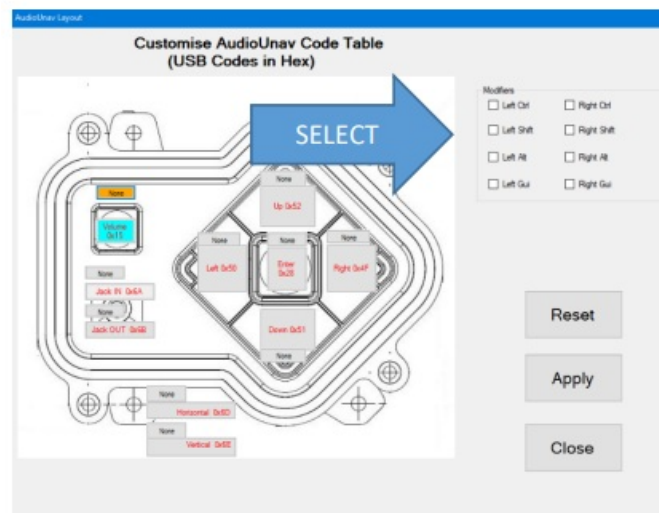 AudioUnav Layout
Customise AudioUnav Code Table
(USB Codes in Hex)
SELECT
Modifiers
Left Ctrl
Right Ctrl
Left Shift
Right Shift
Left Alt
Right Alt
Left Gui
Right Gui
None
Up 0x52
None
Volume
None
Left 0x50
None
Enter
0x28
None
Right 0x4F
None
Jack IN 0x6A
None
Jack OUT 0x6B
Down 0x51
None
None
Horizontal 0x6D
None
Vertical 0x6E
Reset
Apply
Close